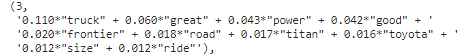 (3,
'0.110*"truck" + 0.060*"great" + 0.043*"power" + 0.042*"good" + '
'0.020*"frontier" + 0.018*"road" + 0.017*"titan" + 0.016*"toyota" + '
'0.012*"size" + 0.012*"ride"'),